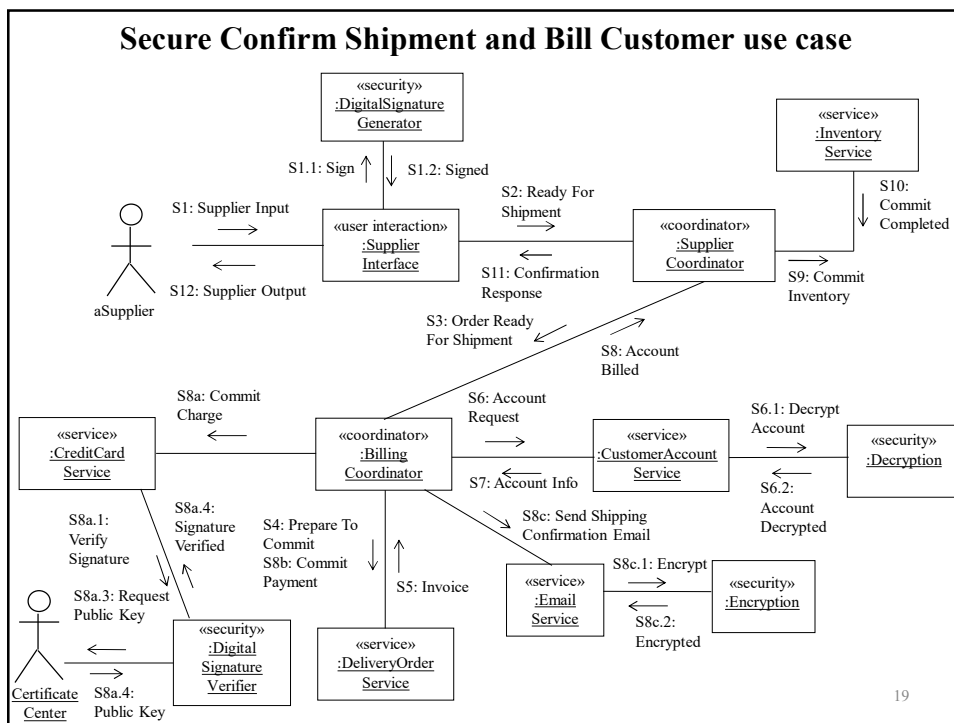 Secure Confirm Shipment and Bill Customer use case
«security»
:DigitalSignature
Generator
«service»
:Inventory
Service
S1.1: Sign
S1.2: Signed
S10:
Commit
Completed
S1: Supplier Input
S2: Ready For
Shipment
«user interaction»
:Supplier
Interface
«coordinator»
:Supplier
Coordinator
S11: Confirmation
Response
S9: Commit
Inventory
S12: Supplier Output
aSupplier
S3: Order Ready
For Shipment
S8: Account
Billed
S8a: Commit
Charge
S6: Account
Request
S6.1: Decrypt
Account
«service»
:CreditCard
Service
«coordinator»
:Billing
Coordinator
«service»
:CustomerAccount
Service
«security»
:Decryption
S7: Account Info
S6.2:
Account
Decrypted
S8a.1:
Verify
Signature
S8a.4:
Signature
Verified
S4: Prepare To
Commit
S8b: Commit
Payment
S5: Invoice
S8c: Send Shipping
Confirmation Email
S8c.1: Encrypt
«service»
:Email
Service
«security»
:Encryption
S8c.2:
Encrypted
S8a.3: Request
Public Key
«security»
:Digital
Signature
Verifier
«service»
:DeliveryOrder
Service
Certificate
Center
S8a.4:
Public Key
19